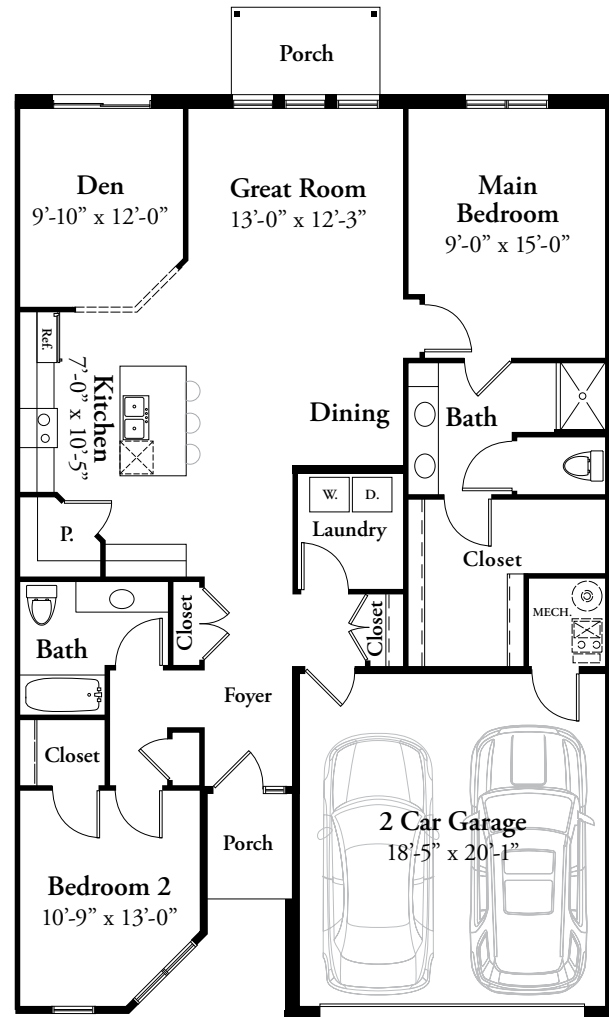 Porch
Den
9’-10” x 12’-0”
Great Room
13’-0” x 12’-3”
Main
Bedroom
9’-0” x 15’-0”
Ref.
Kitchen
7’-0” x 10’-5”
Dining
Bath
P.
W.
D.
Laundry
Closet
Closet
Closet
MECH.
Bath
Foyer
Closet
Porch
2 Car Garage
18’-5” x 20’-1”
Bedroom 2
10’-9” x 13’-0”